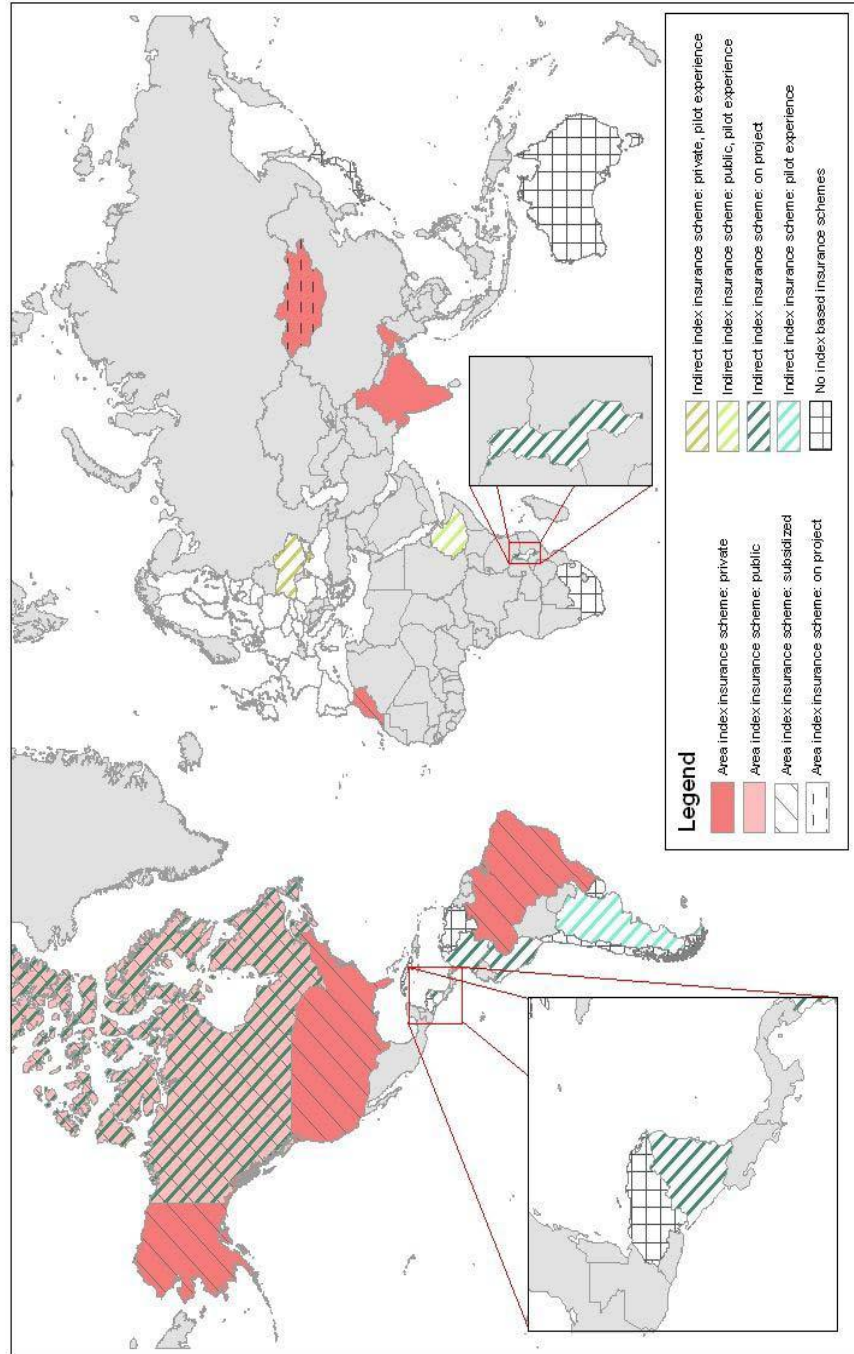 Legend
Area index insurance scheme: private
Area index insurance scheme: public
Area index insurance scheme: subsidized
Area index insurance scheme: on project
Indirect index insurance scheme: private, pilot experience
Indirect index insurance scheme: public, pilot experience
Indirect index insurance scheme: on project
Indirect index insurance scheme: pilot experience
No index based insurance schemes